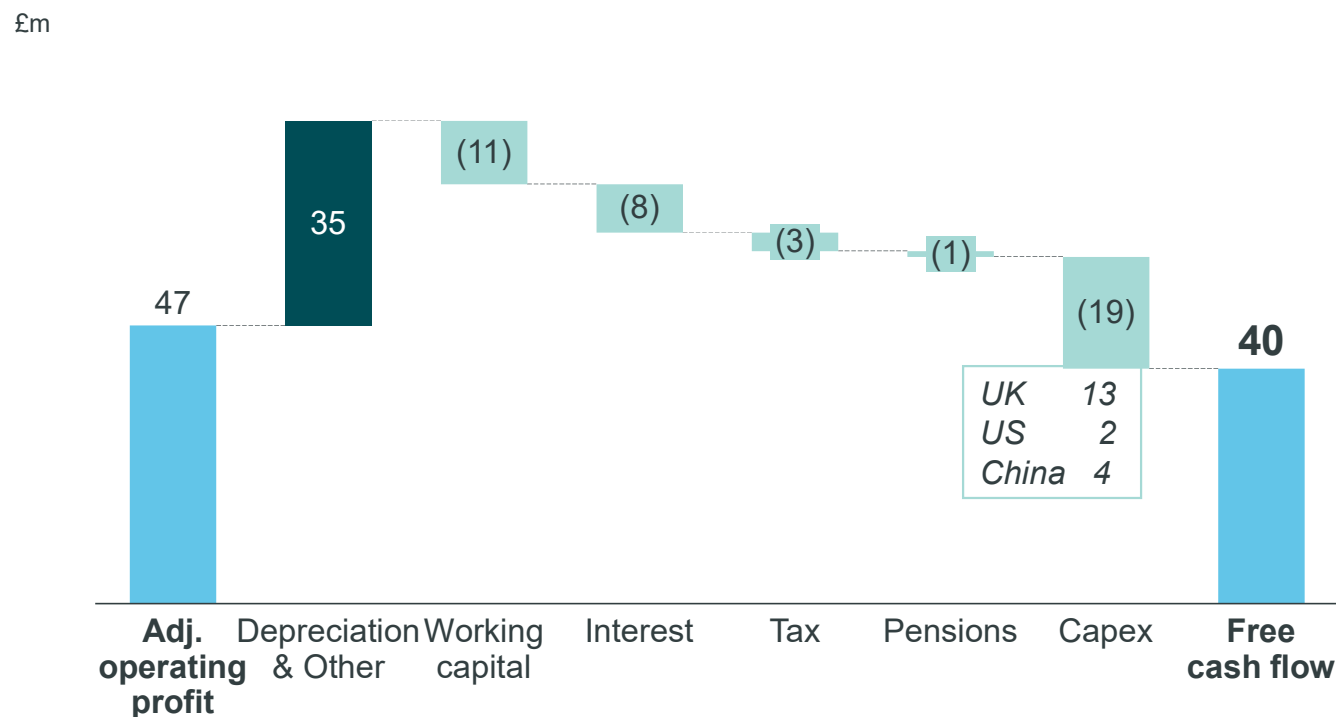 £m
47
35
(11)
(8)
(3)
(1)
(19)
40
UK 13
US 2
China 4
Adj.
operating
profit
Depreciation
& Other
Working
capital
Interest
Tax
Pensions
Capex
Free
cash flow